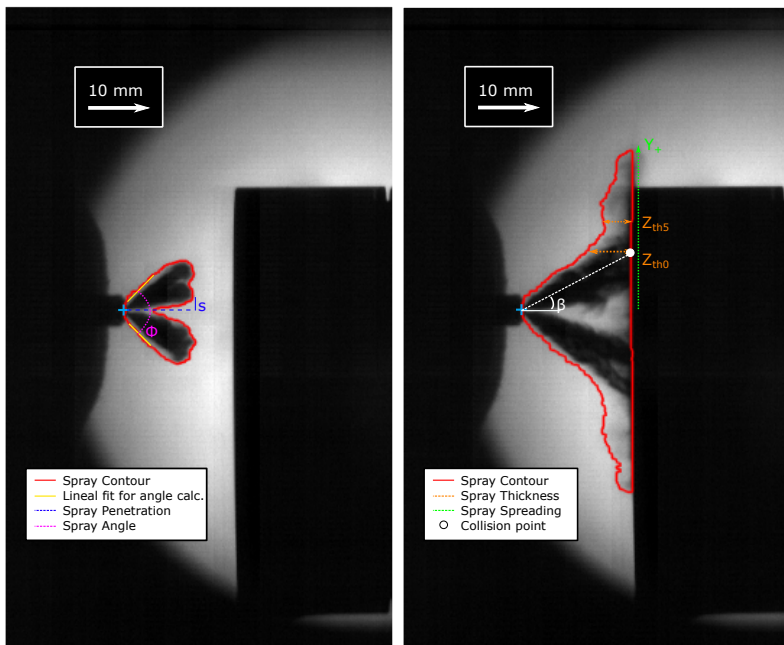 10 mm
s
Φ
Spray Contour
Lineal fit for angle calc.
Spray Penetration
Spray Angle
10 mm
Y+
Zth5
Zth0
β
Spray Contour
Spray Thickness
Spray Spreading
Collision point